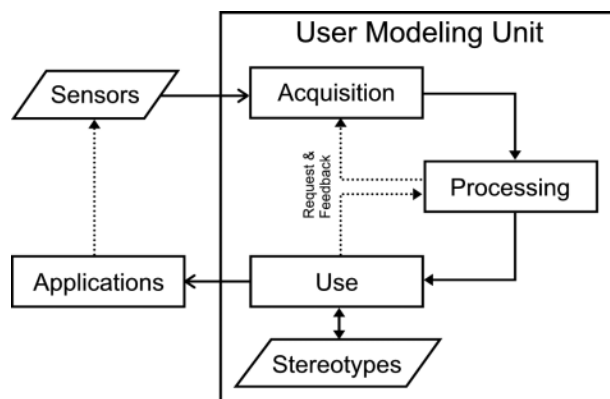 User Modeling Unit
Sensors
Acquisition
Request &
Feedback
Processing
Applications
Use
Stereotypes